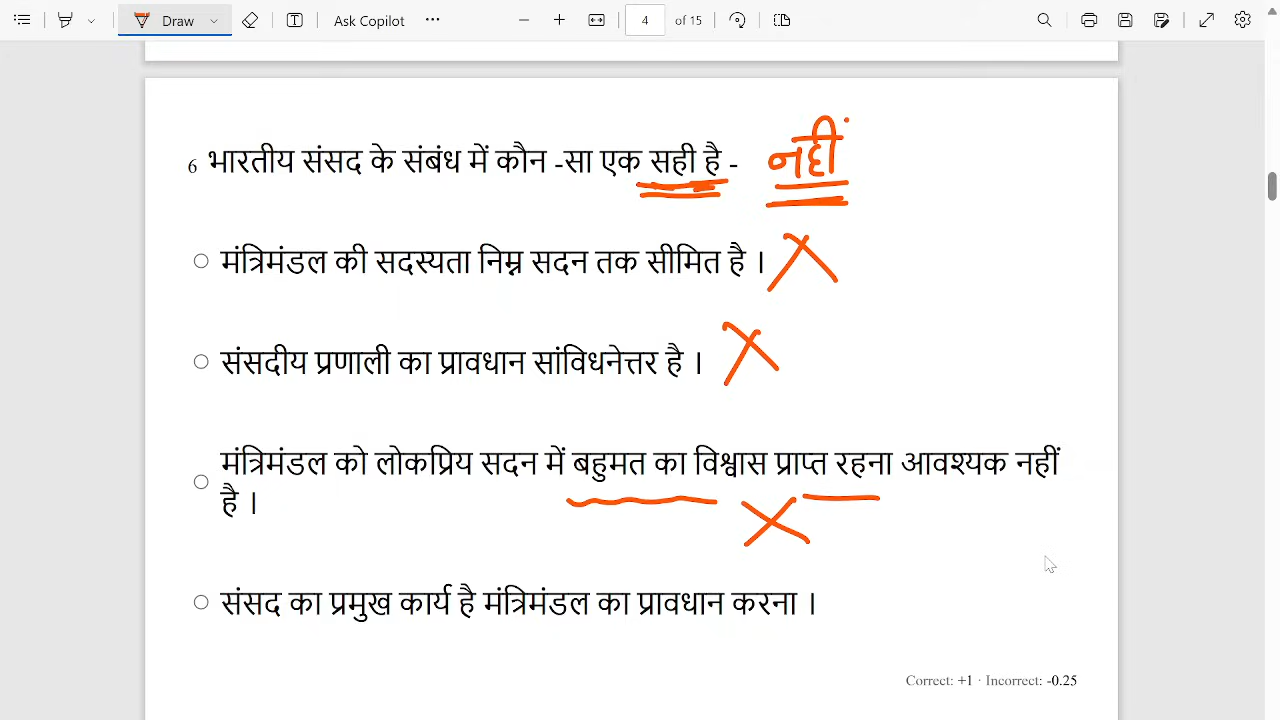 Draw
Ask Copilot
4 of 15
6 भारतीय संसद के संबंध में कौन -सा एक सही है - नहीं
मंत्रिमंडल की सदस्यता निम्न सदन तक सीमित है ।
संसदीय प्रणाली का प्रावधान सांविधनेत्तर है ।
मंत्रिमंडल को लोकप्रिय सदन में बहुमत का विश्वास प्राप्त रहना आवश्यक नहीं
है ।
संसद का प्रमुख कार्य है मंत्रिमंडल का प्रावधान करना ।
Correct: +1 · Incorrect: -0.25